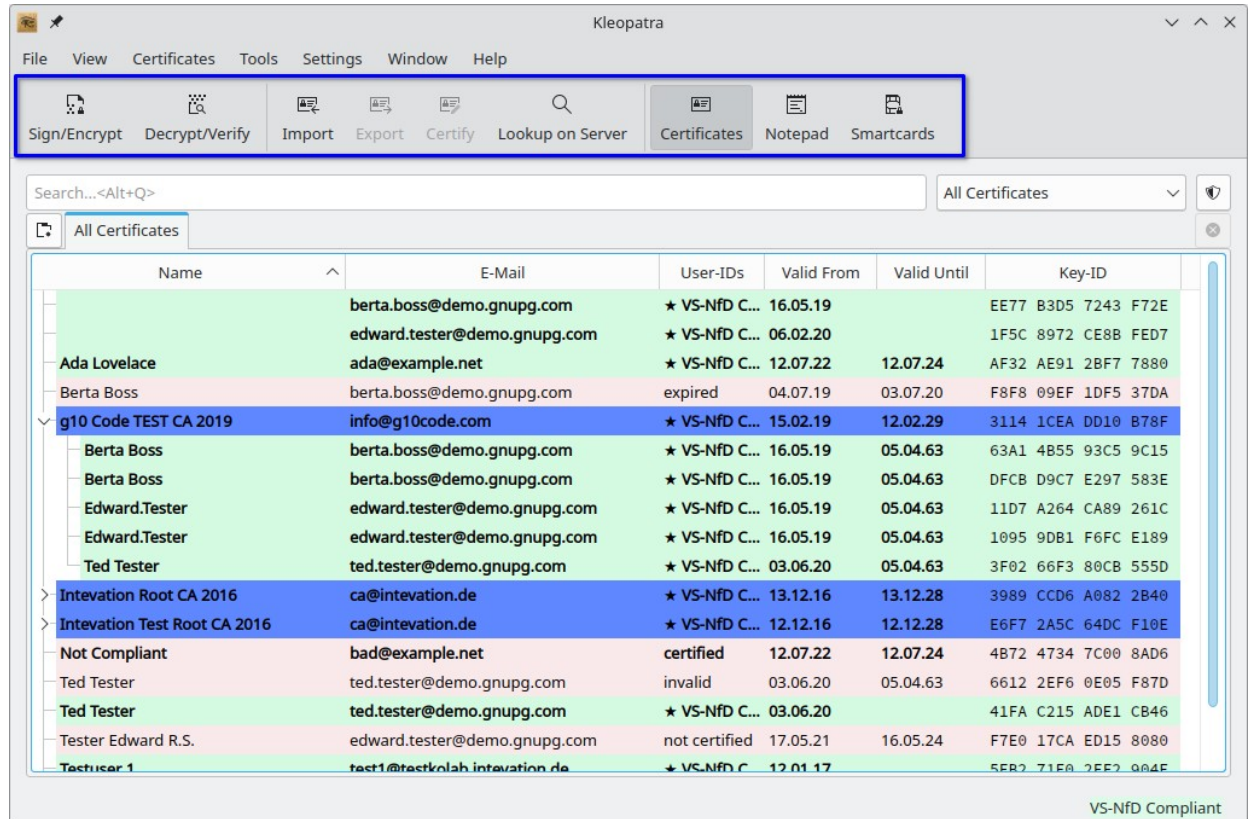 Kleopatra
File View Certificates Tools Settings Window Help
Sign/Encrypt Decrypt/Verify Import Export Certify Lookup on Server Certificates Notepad Smartcards
Search...<Alt+Q> All Certificates
All Certificates
Name E-Mail User-IDs Valid From Valid Until Key-ID
berta.boss@demo.gnupg.com ★ VS-NfD C... 16.05.19 EE77 B3D5 7243 F72E
edward.tester@demo.gnupg.com ★ VS-NfD C... 06.02.20 1F5C 8972 CE8B FED7
Ada Lovelace ada@example.net ★ VS-NfD C... 12.07.22 12.07.24 AF32 AE91 2BF7 7880
Berta Boss berta.boss@demo.gnupg.com expired 04.07.19 03.07.20 F8F8 09EF 1DF5 37DA
g10 Code TEST CA 2019 info@g10code.com ★ VS-NfD C... 15.02.19 12.02.29 3114 1CEA DD10 B78F
Berta Boss berta.boss@demo.gnupg.com ★ VS-NfD C... 16.05.19 05.04.63 63A1 4B55 93C5 9C15
Berta Boss berta.boss@demo.gnupg.com ★ VS-NfD C... 16.05.19 05.04.63 DFCB D9C7 E297 583E
Edward.Tester edward.tester@demo.gnupg.com ★ VS-NfD C... 16.05.19 05.04.63 11D7 A264 CA89 261C
Edward.Tester edward.tester@demo.gnupg.com ★ VS-NfD C... 16.05.19 05.04.63 1095 9DB1 F6FC E189
Ted Tester ted.tester@demo.gnupg.com ★ VS-NfD C... 03.06.20 05.04.63 3F02 66F3 80CB 555D
Intevation Root CA 2016 ca@intevation.de ★ VS-NfD C... 13.12.16 13.12.28 3989 CCD6 A082 2B40
Intevation Test Root CA 2016 ca@intevation.de ★ VS-NfD C... 12.12.16 12.12.28 E6F7 2A5C 64DC F10E
Not Compliant bad@example.net certified 12.07.22 12.07.24 4B72 4734 7C00 8AD6
Ted Tester ted.tester@demo.gnupg.com invalid 03.06.20 05.04.63 6612 2EF6 0E05 F87D
Ted Tester ted.tester@demo.gnupg.com ★ VS-NfD C... 03.06.20 41FA C215 ADE1 CB46
Tester Edward R.S. edward.tester@demo.gnupg.com not certified 17.05.21 16.05.24 F7E0 17CA ED15 8080
Testuser 1 test1@testkolab.intevation.de ★ VS-NfD C... 12.01.17
VS-NfD Compliant